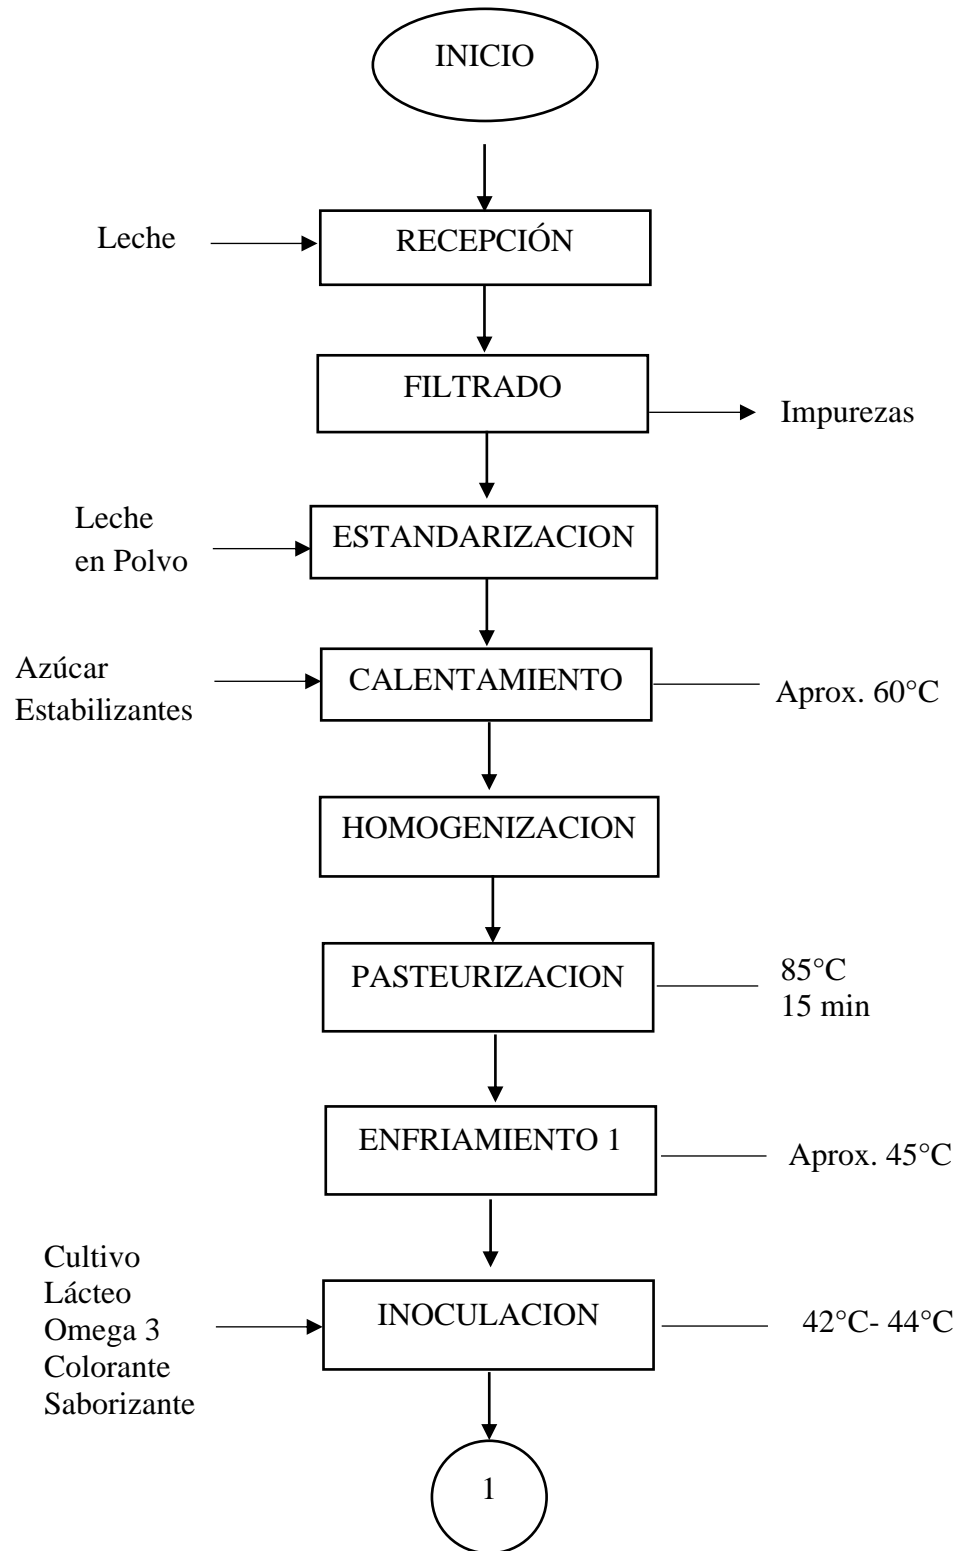 INICIO
Leche
RECEPCIÓN
FILTRADO
Impurezas
Leche
en Polvo
ESTANDARIZACION
Azúcar
Estabilizantes
CALENTAMIENTO
Aprox. 60°C
HOMOGENIZACION
PASTEURIZACION
85°C
15 min
ENFRIAMIENTO 1
Aprox. 45°C
Cultivo
Lácteo
Omega 3
Colorante
Saborizante
INOCULACION
42°C- 44°C
1